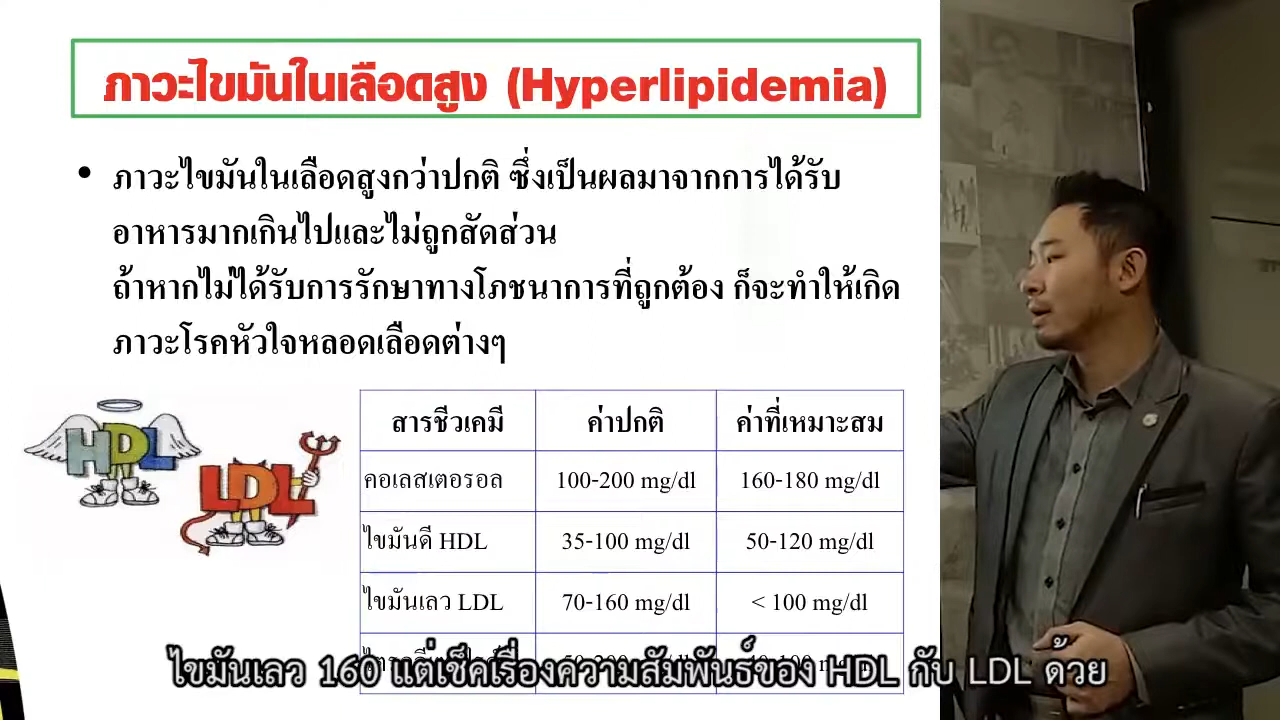 ภาวะไขมันในเลือดสูง (Hyperlipidemia)
• ภาวะไขมันในเลือดสูงกว่าปกติ ซึ่งเป็นผลมาจากการได้รับ
อาหารมากเกินไปและไม่ถูกสัดส่วน
ถ้าหากไม่ได้รับการรักษาทางโภชนาการที่ถูกต้อง ก็จะทำให้เกิด
ภาวะโรคหัวใจหลอดเลือดต่างๆ
HDL
LDL
สารชีวเคมี ค่าปกติ ค่าที่เหมาะสม
คอเลสเตอรอล 100-200 mg/dl 160-180 mg/dl
ไขมันดี HDL 35-100 mg/dl 50-120 mg/dl
ไขมันเลว LDL 70-160 mg/dl < 100 mg/dl
ไขมันเลว 160 แต่เช็คเรื่องความสัมพันธ์ของ HDL กับ LDL ด้วย